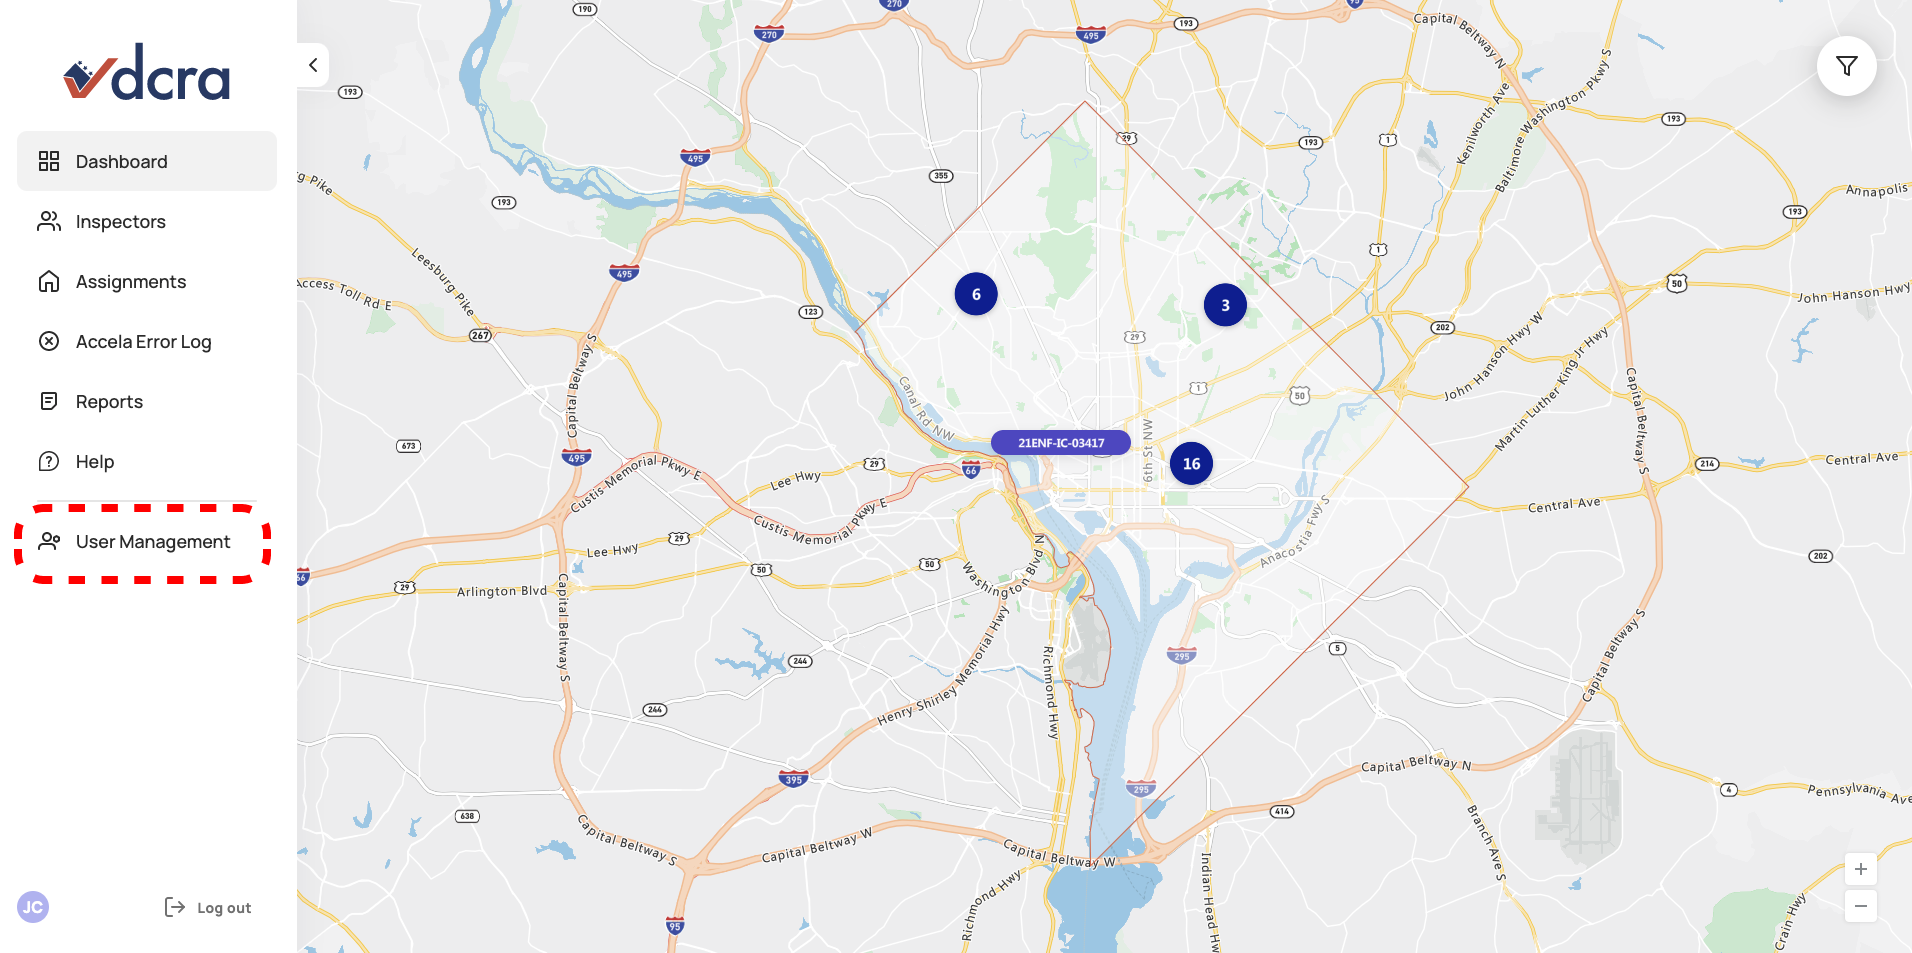 dcra
Dashboard
Inspectors
Assignments
Accela Error Log
Reports
Help
User Management
JC
Log out
190
270
270
495
193
95
Capital Beltway N
193
193
495
355
29
193
1
193
Kenilworth Ave
Baltimore Washington Pkwy S
Annapolis
193
193
g Pike
Leesburg Pike
495
1
50
John Hanson Hwy
Access Toll Rd E
6
3
123
267
29
202
John Hanson Hwy W
Martin Luther King Jr Hwy
Capital Beltway S
Canal Rd NW
1
50
Capital Beltway S
673
495
21ENF-IC-03417
6th St NW
16
66
29
Lee Hwy
Custis Memorial Pkwy E
Custis Memorial Pkwy E
214
Central Ave
Central Ave
Anacostia Fwy S
202
29
Lee Hwy
66
29
Arlington Blvd
50
50
Washington Blvd
N
Capital Beltway S
244
244
Henry Shirley Memorial Hwy
Richmond Hwy
295
5
Capital Beltway S
395
295
Capital Beltway N
414
4
Pennsylvania Ave
638
Capital Beltway S
Capital Beltway W
Capital Beltway W
Branch Ave S
Indian Head Hw
Richmond Hwy
95
Crain Hwy